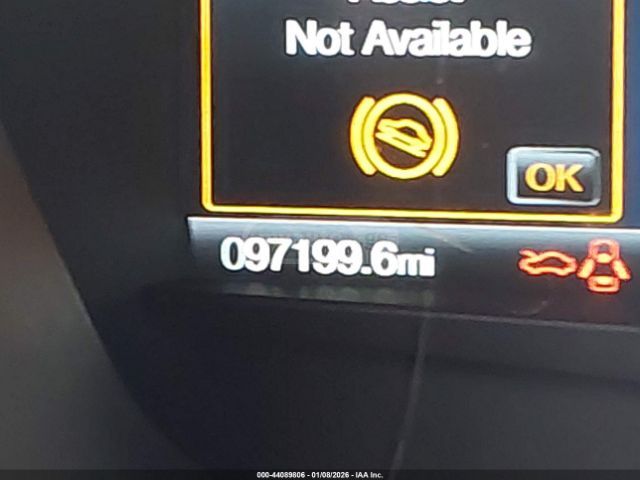 Not Available
OK
097199.6mi
000-44089806 - 01/08/2026 - IAA Inc.